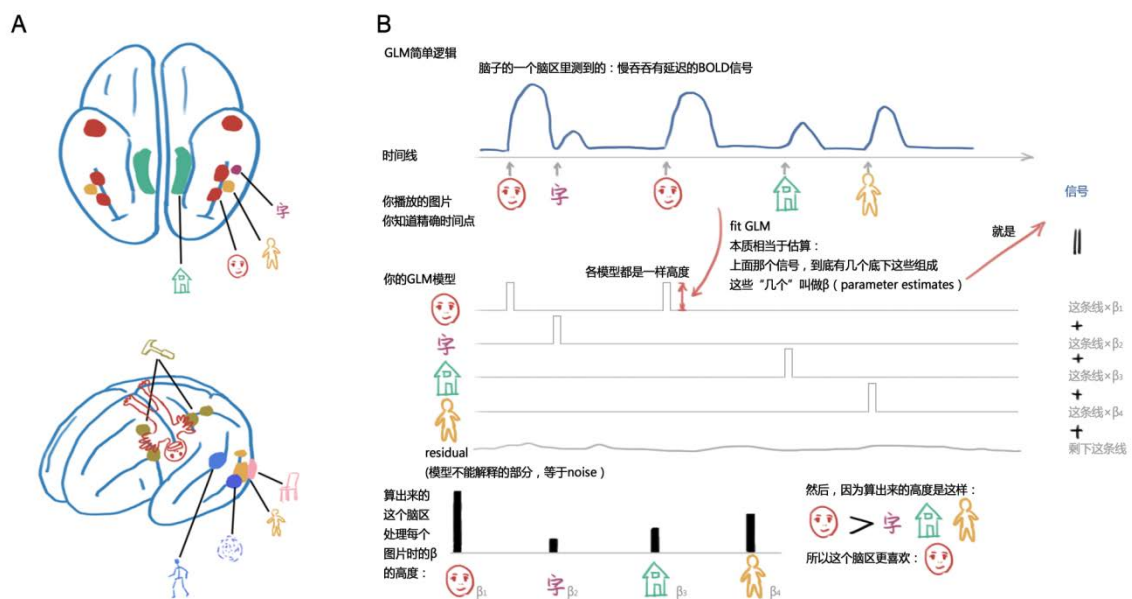 A
字
B
GLM简单逻辑
脑子的一个脑区里测到的：慢吞吞有延迟的BOLD信号
时间线
字
你播放的图片
你知道精确时间点
信号
就是
fit GLM
本质相当于估算：
上面那个信号，到底有几个底下这些组成
这些“几个”叫做β（parameter estimates）
各模型都是一样高度
你的GLM模型
字
这条线×β₁
+
这条线×β₂
+
这条线×β₃
+
这条线×β₄
+
剩下这条线
residual
(模型不能解释的部分，等于noise）
算出来的
这个脑区
处理每个
图片时的β
的高度：
β₁
字β₂
β₃
β₄
然后，因为算出来的高度是这样：
> 字
所以这个脑区更喜欢：